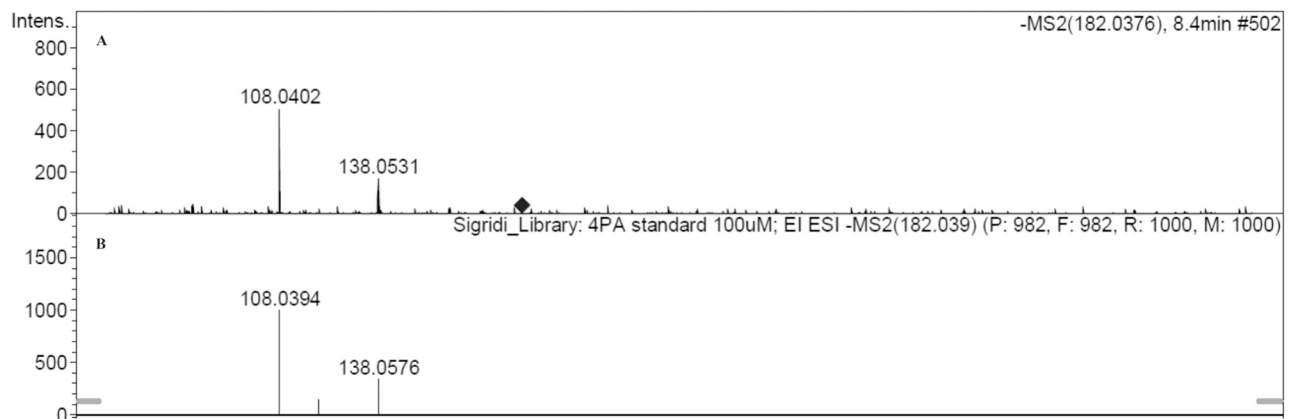 Intens.
A
-MS2(182.0376), 8.4min #502
800
600
108.0402
400
138.0531
200
0
B
Sigridi_Library: 4PA standard 100uM; EI ESI -MS2(182.039) (P: 982, F: 982, R: 1000, M: 1000)
1500
108.0394
1000
138.0576
500
0